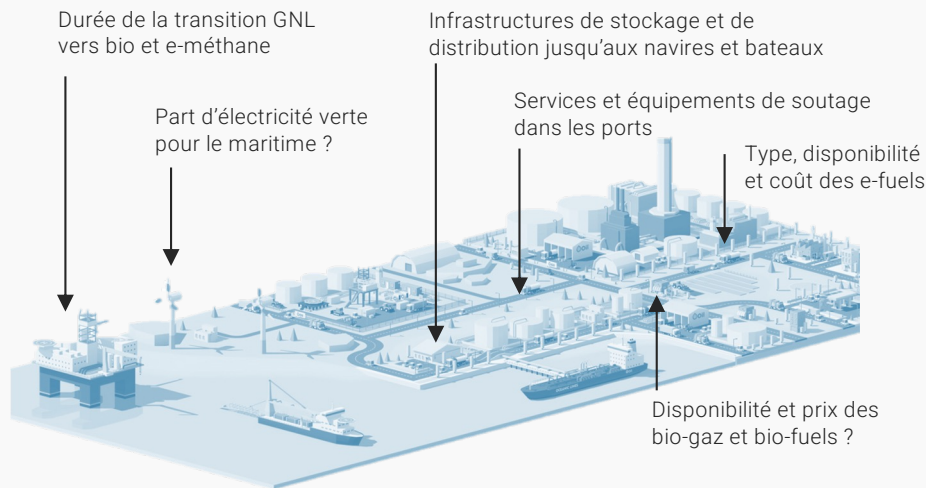 Durée de la transition GNL
vers bio et e-méthane
Infrastructures de stockage et de
distribution jusqu'aux navires et bateaux
Part d'électricité verte
pour le maritime ?
Services et équipements de soutage
dans les ports
Type, disponibilité
et coût des e-fuels
Disponibilité et prix des
bio-gaz et bio-fuels ?